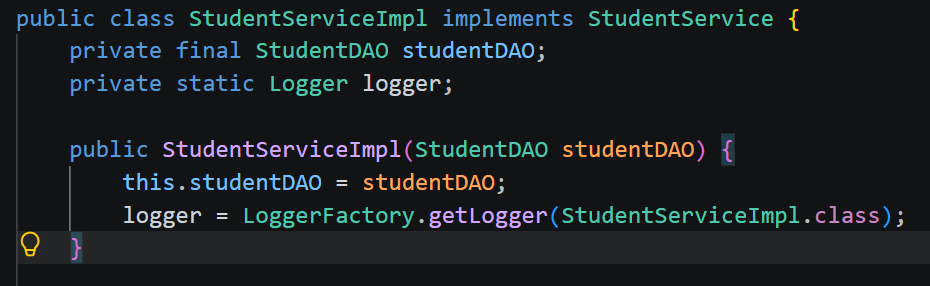 public class StudentServiceImpl implements StudentService {
    private final StudentDAO studentDAO;
    private static Logger logger;

    public StudentServiceImpl(StudentDAO studentDAO) {
        this.studentDAO = studentDAO;
        logger = LoggerFactory.getLogger(StudentServiceImpl.class);
    }